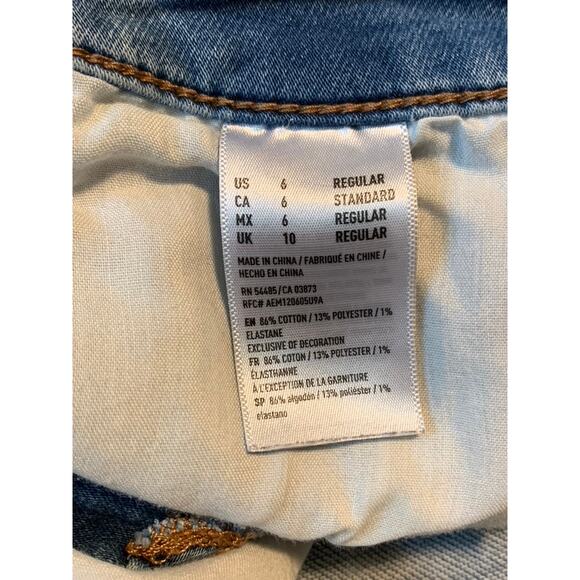 US 6 REGULAR
CA 6 STANDARD
MX 6 REGULAR
UK 10 REGULAR
MADE IN CHINA / FABRIQUÉ EN CHINE /
HECHO EN CHINA
RN 54485 / CA 03873
RFC# AEM120605U9A
EN 86% COTTON / 13% POLYESTER / 1%
ELASTANE
EXCLUSIVE OF DECORATION
FR 86% COTON / 13% POLYESTER / 1%
ÉLASTHANNE
À L'EXCEPTION DE LA GARNITURE
SP 86% algodón / 13% poliéster / 1%
elastano